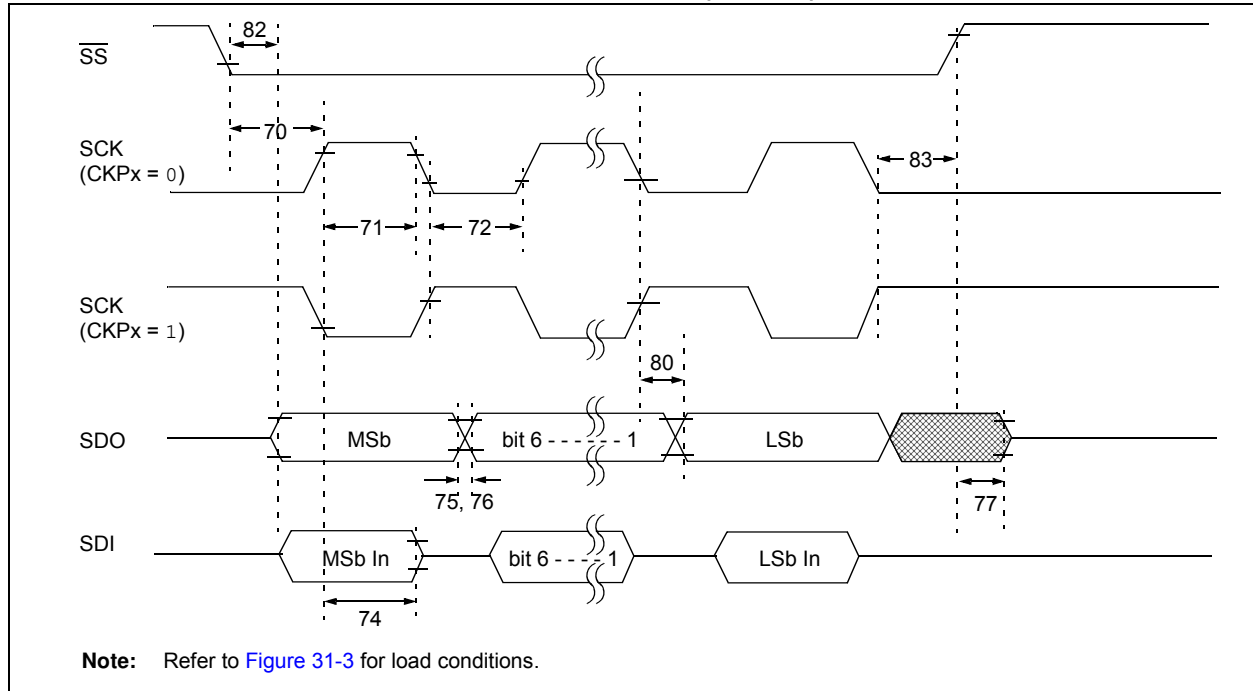 82
SS
70
SCK
(CKPx = 0)
83
71
72
SCK
(CKPx = 1)
80
SDO
MSb
bit 6 - - - - - - 1
LSb
75, 76
77
SDI
MSb In
bit 6 - - - - 1
LSb In
74
Note: Refer to Figure 31-3 for load conditions.